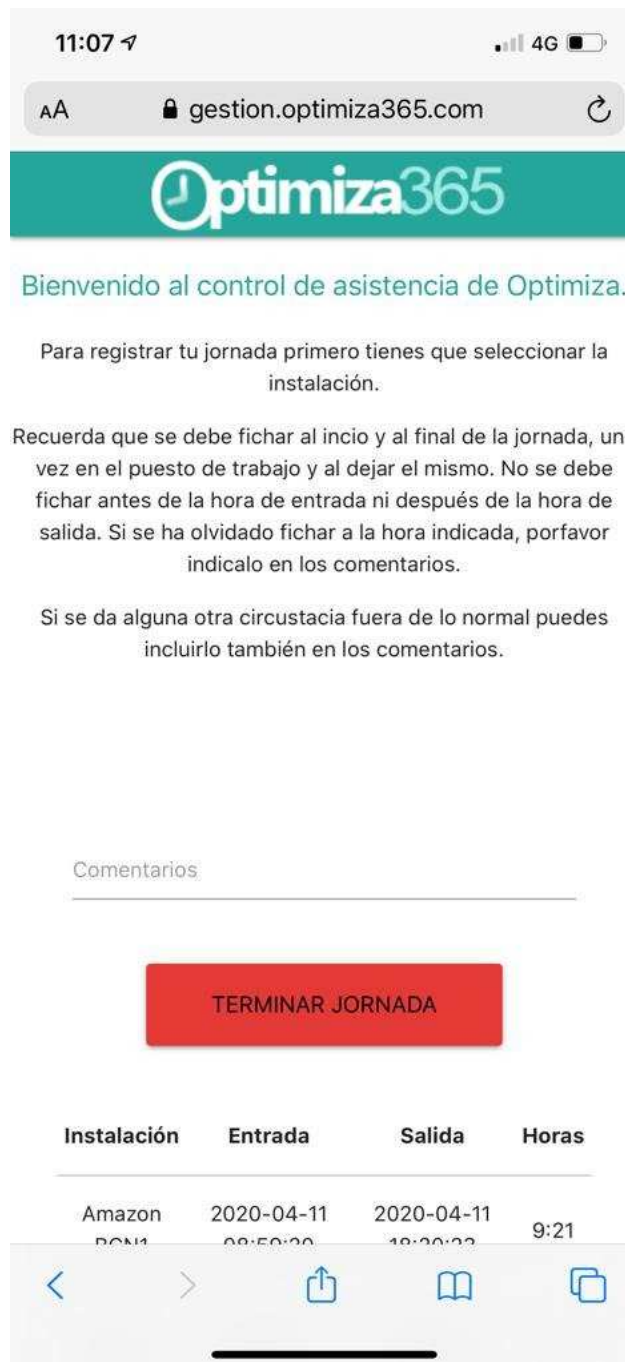 11:07
4G
AA gestion.optimiza365.com
Optimiza365
Bienvenido al control de asistencia de Optimiza.
Para registrar tu jornada primero tienes que seleccionar la
instalación.
Recuerda que se debe fichar al incio y al final de la jornada, un
vez en el puesto de trabajo y al dejar el mismo. No se debe
fichar antes de la hora de entrada ni después de la hora de
salida. Si se ha olvidado fichar a la hora indicada, porfavor
indicalo en los comentarios.
Si se da alguna otra circustacia fuera de lo normal puedes
incluirlo también en los comentarios.
Comentarios
TERMINAR JORNADA
Instalación Entrada Salida Horas
Amazon 2020-04-11 2020-04-11 9:21
BCN1